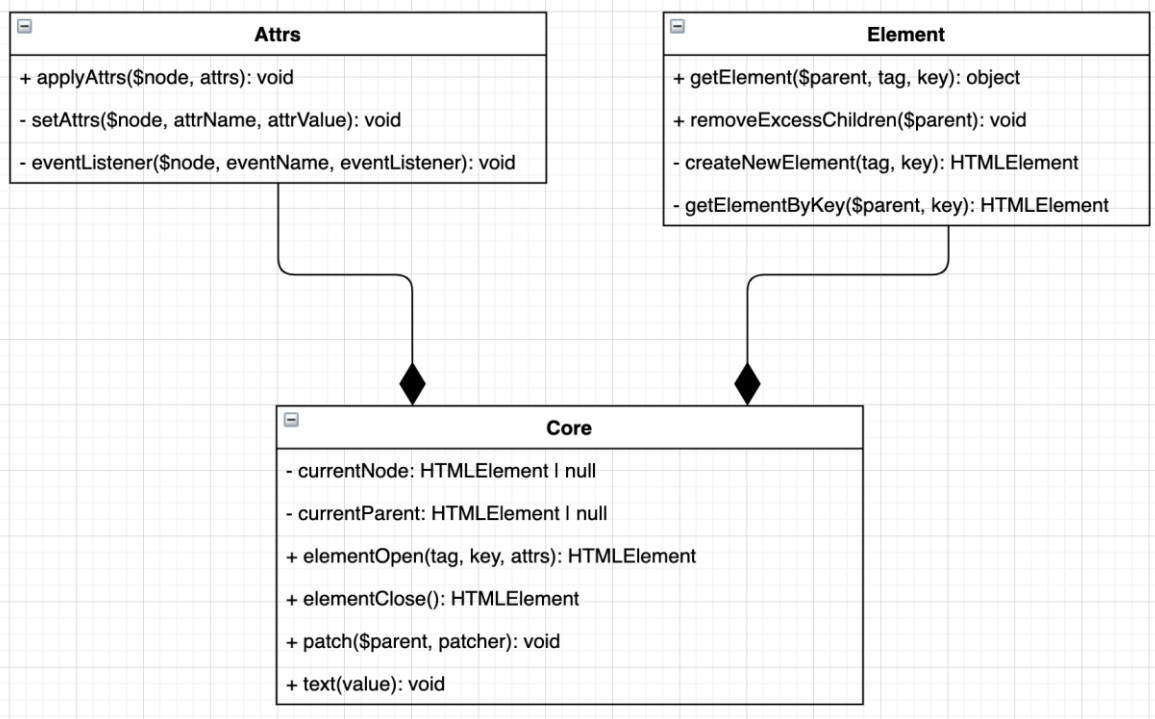 Attrs
+ applyAttrs($node, attrs): void
- setAttrs($node, attrName, attrValue): void
- eventListener($node, eventName, eventListener): void
Element
+ getElement($parent, tag, key): object
+ removeExcessChildren($parent): void
- createNewElement(tag, key): HTMLElement
- getElementByKey($parent, key): HTMLElement
Core
- currentNode: HTMLElement | null
- currentParent: HTMLElement | null
+ elementOpen(tag, key, attrs): HTMLElement
+ elementClose(): HTMLElement
+ patch($parent, patcher): void
+ text(value): void